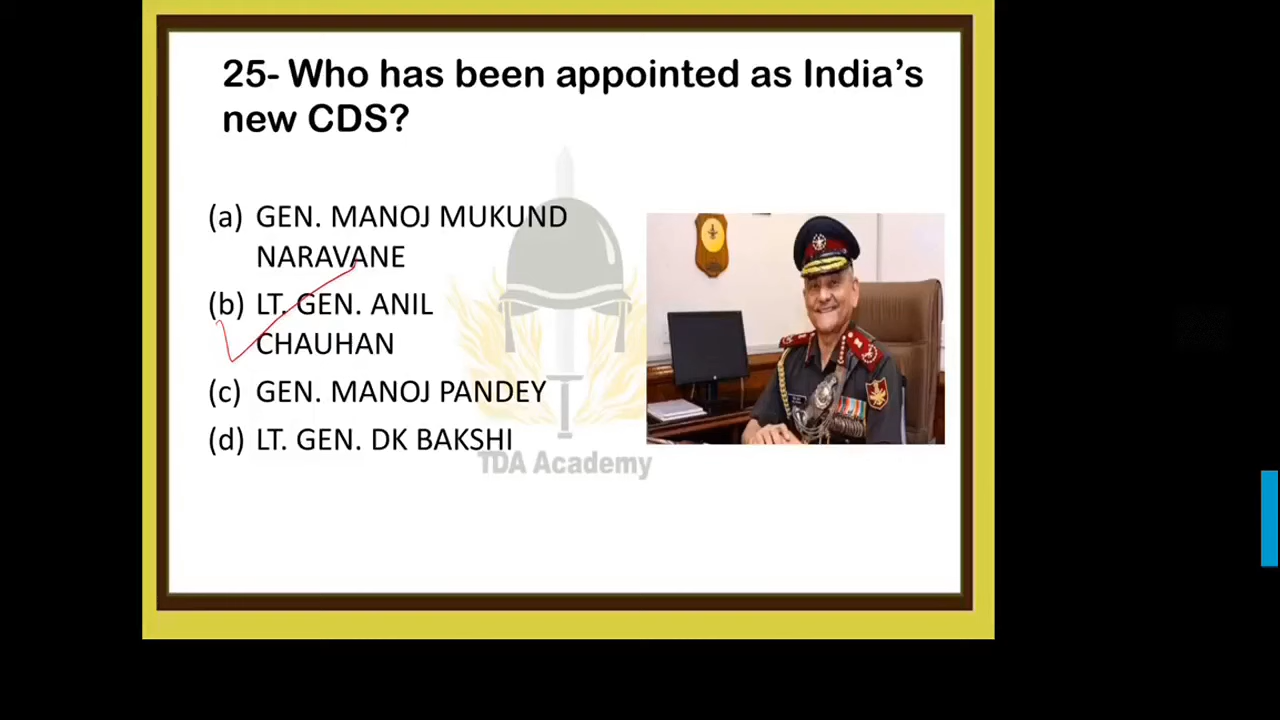 25- Who has been appointed as India’s
new CDS?
(a) GEN. MANOJ MUKUND
NARAVANE
(b) LT. GEN. ANIL
CHAUHAN
(c) GEN. MANOJ PANDEY
(d) LT. GEN. DK BAKSHI
TDA Academy